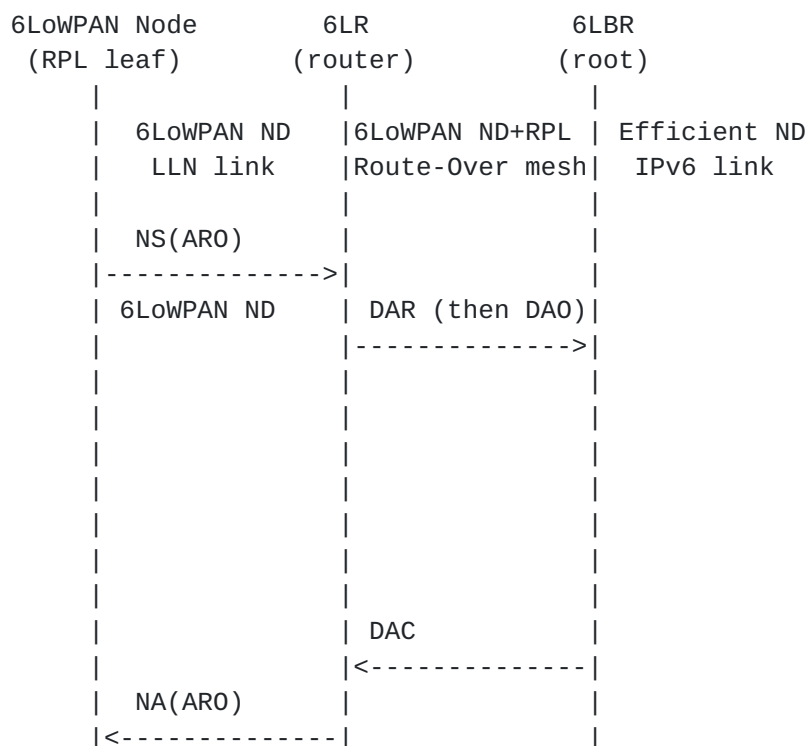 6LoWPAN Node 6LR 6LBR
(RPL leaf) (router) (root)
6LoWPAN ND 6LoWPAN ND+RPL Efficient ND
LLN link Route-Over mesh IPv6 link
NS(ARO)
6LoWPAN ND DAR (then DAO)
DAC
NA(ARO)